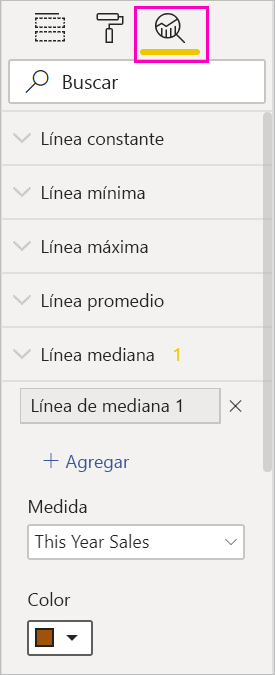 Buscar
Línea constante
Línea mínima
Línea máxima
Línea promedio
Línea mediana 1
Línea de mediana 1
Agregar
Medida
This Year Sales
Color